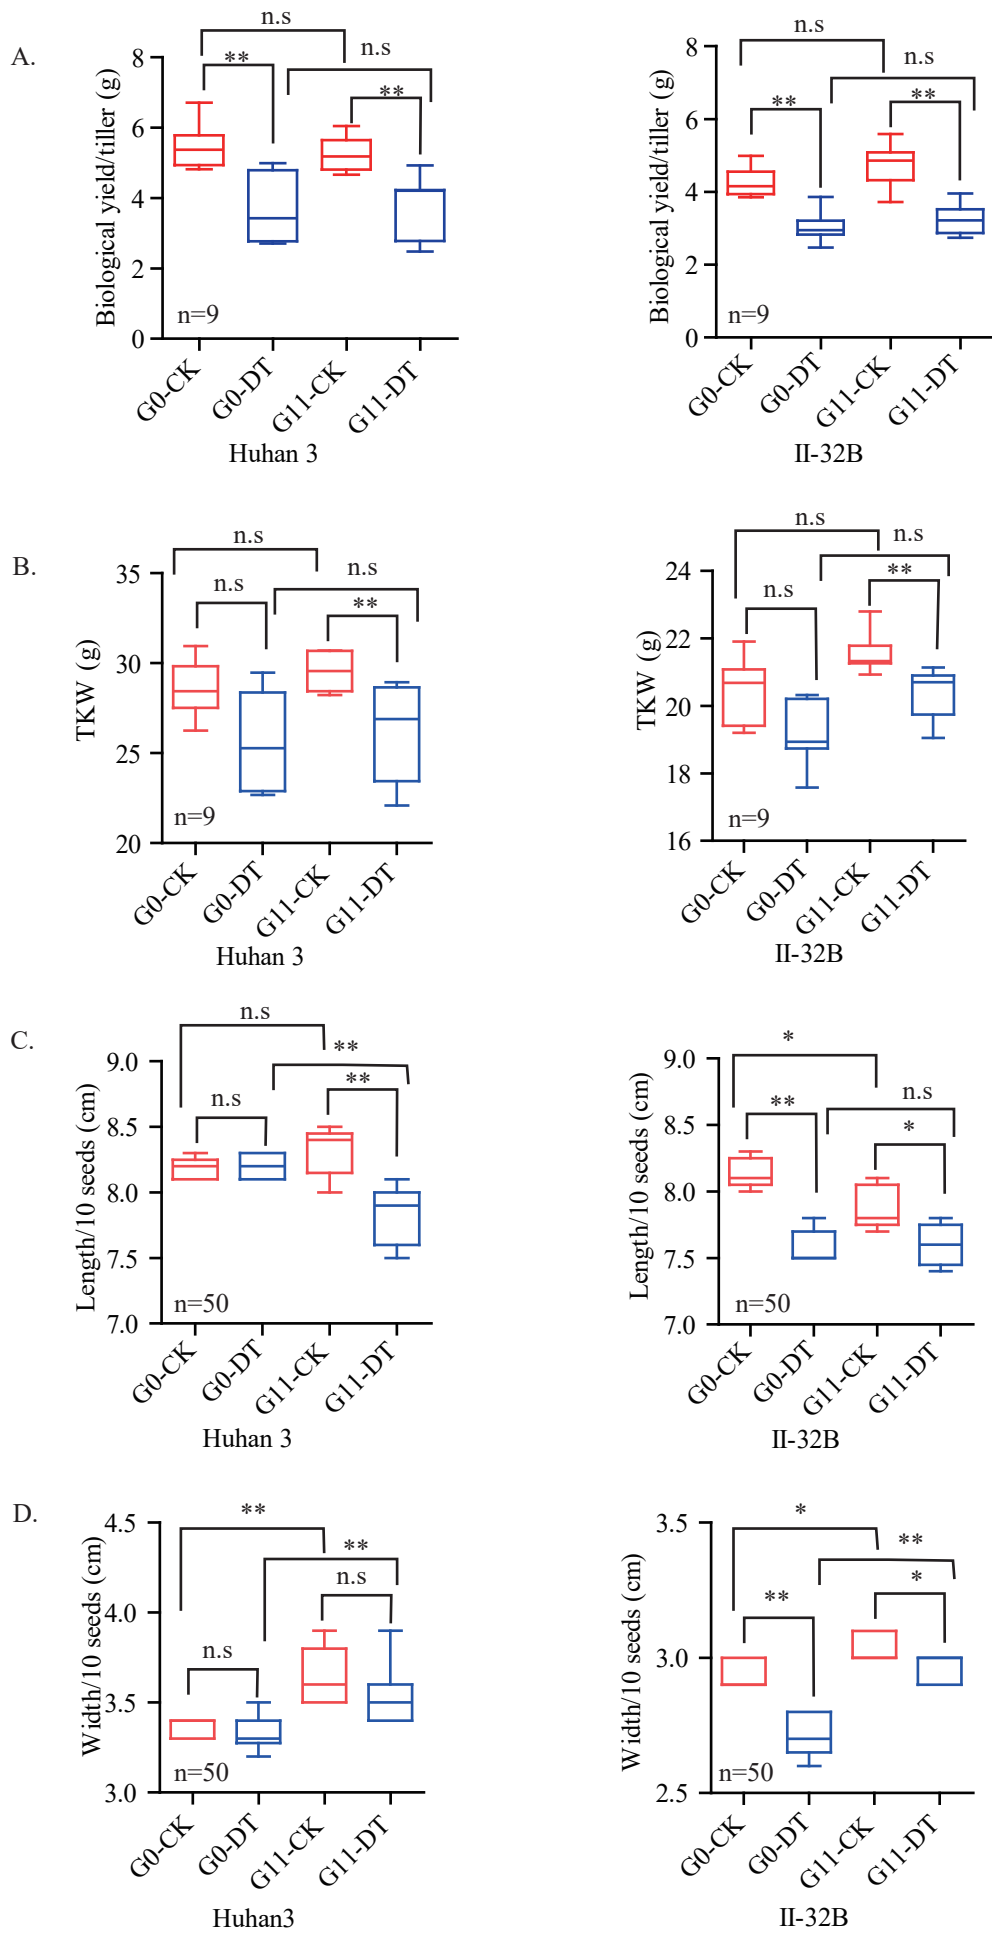 A.
n.s
**
n.s
**
Biological yield/tiller (g)
8
6
4
2
0
n=9
G0-CK
G0-DT
G11-CK
G11-DT
Huhan 3
n.s
**
n.s
**
Biological yield/tiller (g)
8
6
4
2
0
n=9
G0-CK
G0-DT
G11-CK
G11-DT
II-32B
B.
n.s
n.s
n.s
**
TKW (g)
35
30
25
20
n=9
G0-CK
G0-DT
G11-CK
G11-DT
Huhan 3
n.s
n.s
n.s
**
TKW (g)
24
22
20
18
16
n=9
G0-CK
G0-DT
G11-CK
G11-DT
II-32B
C.
n.s
**
n.s
**
Length/10 seeds (cm)
9.0
8.5
8.0
7.5
7.0
n=50
G0-CK
G0-DT
G11-CK
G11-DT
Huhan 3
*
n.s
**
*
Length/10 seeds (cm)
9.0
8.5
8.0
7.5
7.0
n=50
G0-CK
G0-DT
G11-CK
G11-DT
II-32B
D.
**
**
n.s
n.s
Width/10 seeds (cm)
4.5
4.0
3.5
3.0
n=50
G0-CK
G0-DT
G11-CK
G11-DT
Huhan3
*
**
**
*
Width/10 seeds (cm)
3.5
3.0
2.5
n=50
G0-CK
G0-DT
G11-CK
G11-DT
II-32B